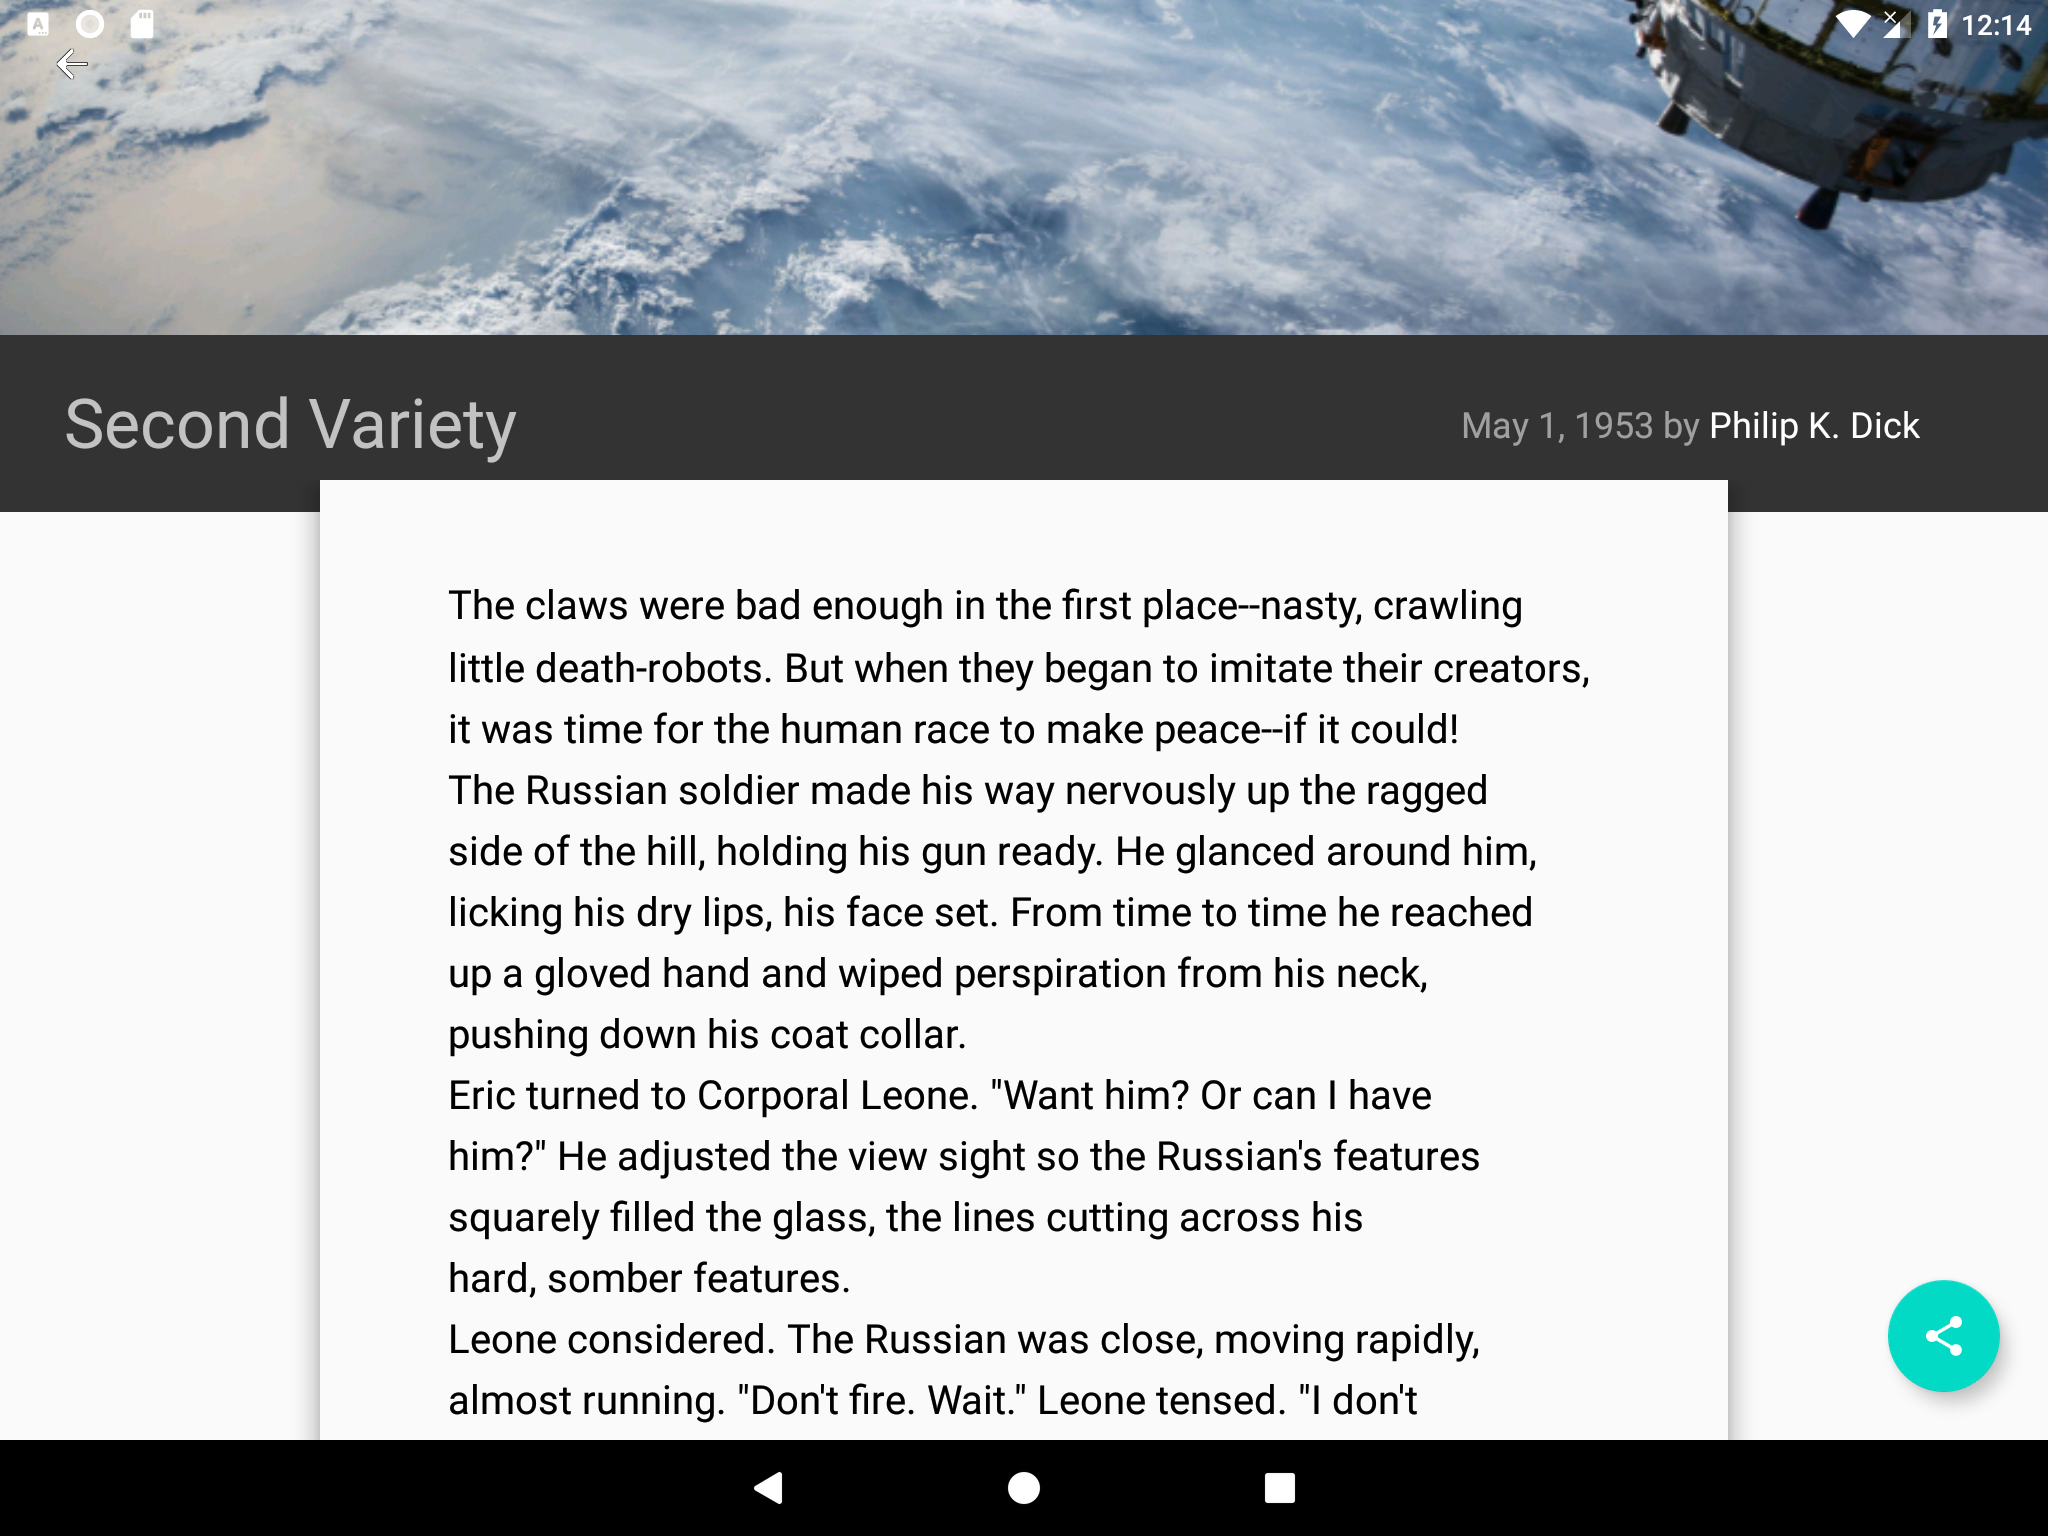 12:14
Second Variety
May 1, 1953 by Philip K. Dick
The claws were bad enough in the first place--nasty, crawling
little death-robots. But when they began to imitate their creators,
it was time for the human race to make peace--if it could!
The Russian soldier made his way nervously up the ragged
side of the hill, holding his gun ready. He glanced around him,
licking his dry lips, his face set. From time to time he reached
up a gloved hand and wiped perspiration from his neck,
pushing down his coat collar.
Eric turned to Corporal Leone. "Want him? Or can I have
him?" He adjusted the view sight so the Russian's features
squarely filled the glass, the lines cutting across his
hard, somber features.
Leone considered. The Russian was close, moving rapidly,
almost running. "Don't fire. Wait." Leone tensed. "I don't